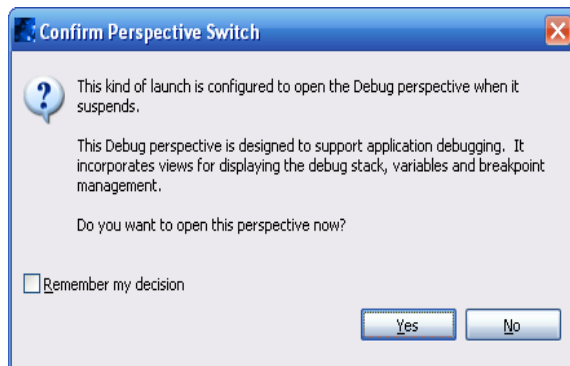 Confirm Perspective Switch
This kind of launch is configured to open the Debug perspective when it
suspends.
This Debug perspective is designed to support application debugging. It
incorporates views for displaying the debug stack, variables and breakpoint
management.
Do you want to open this perspective now?
Remember my decision
Yes
No